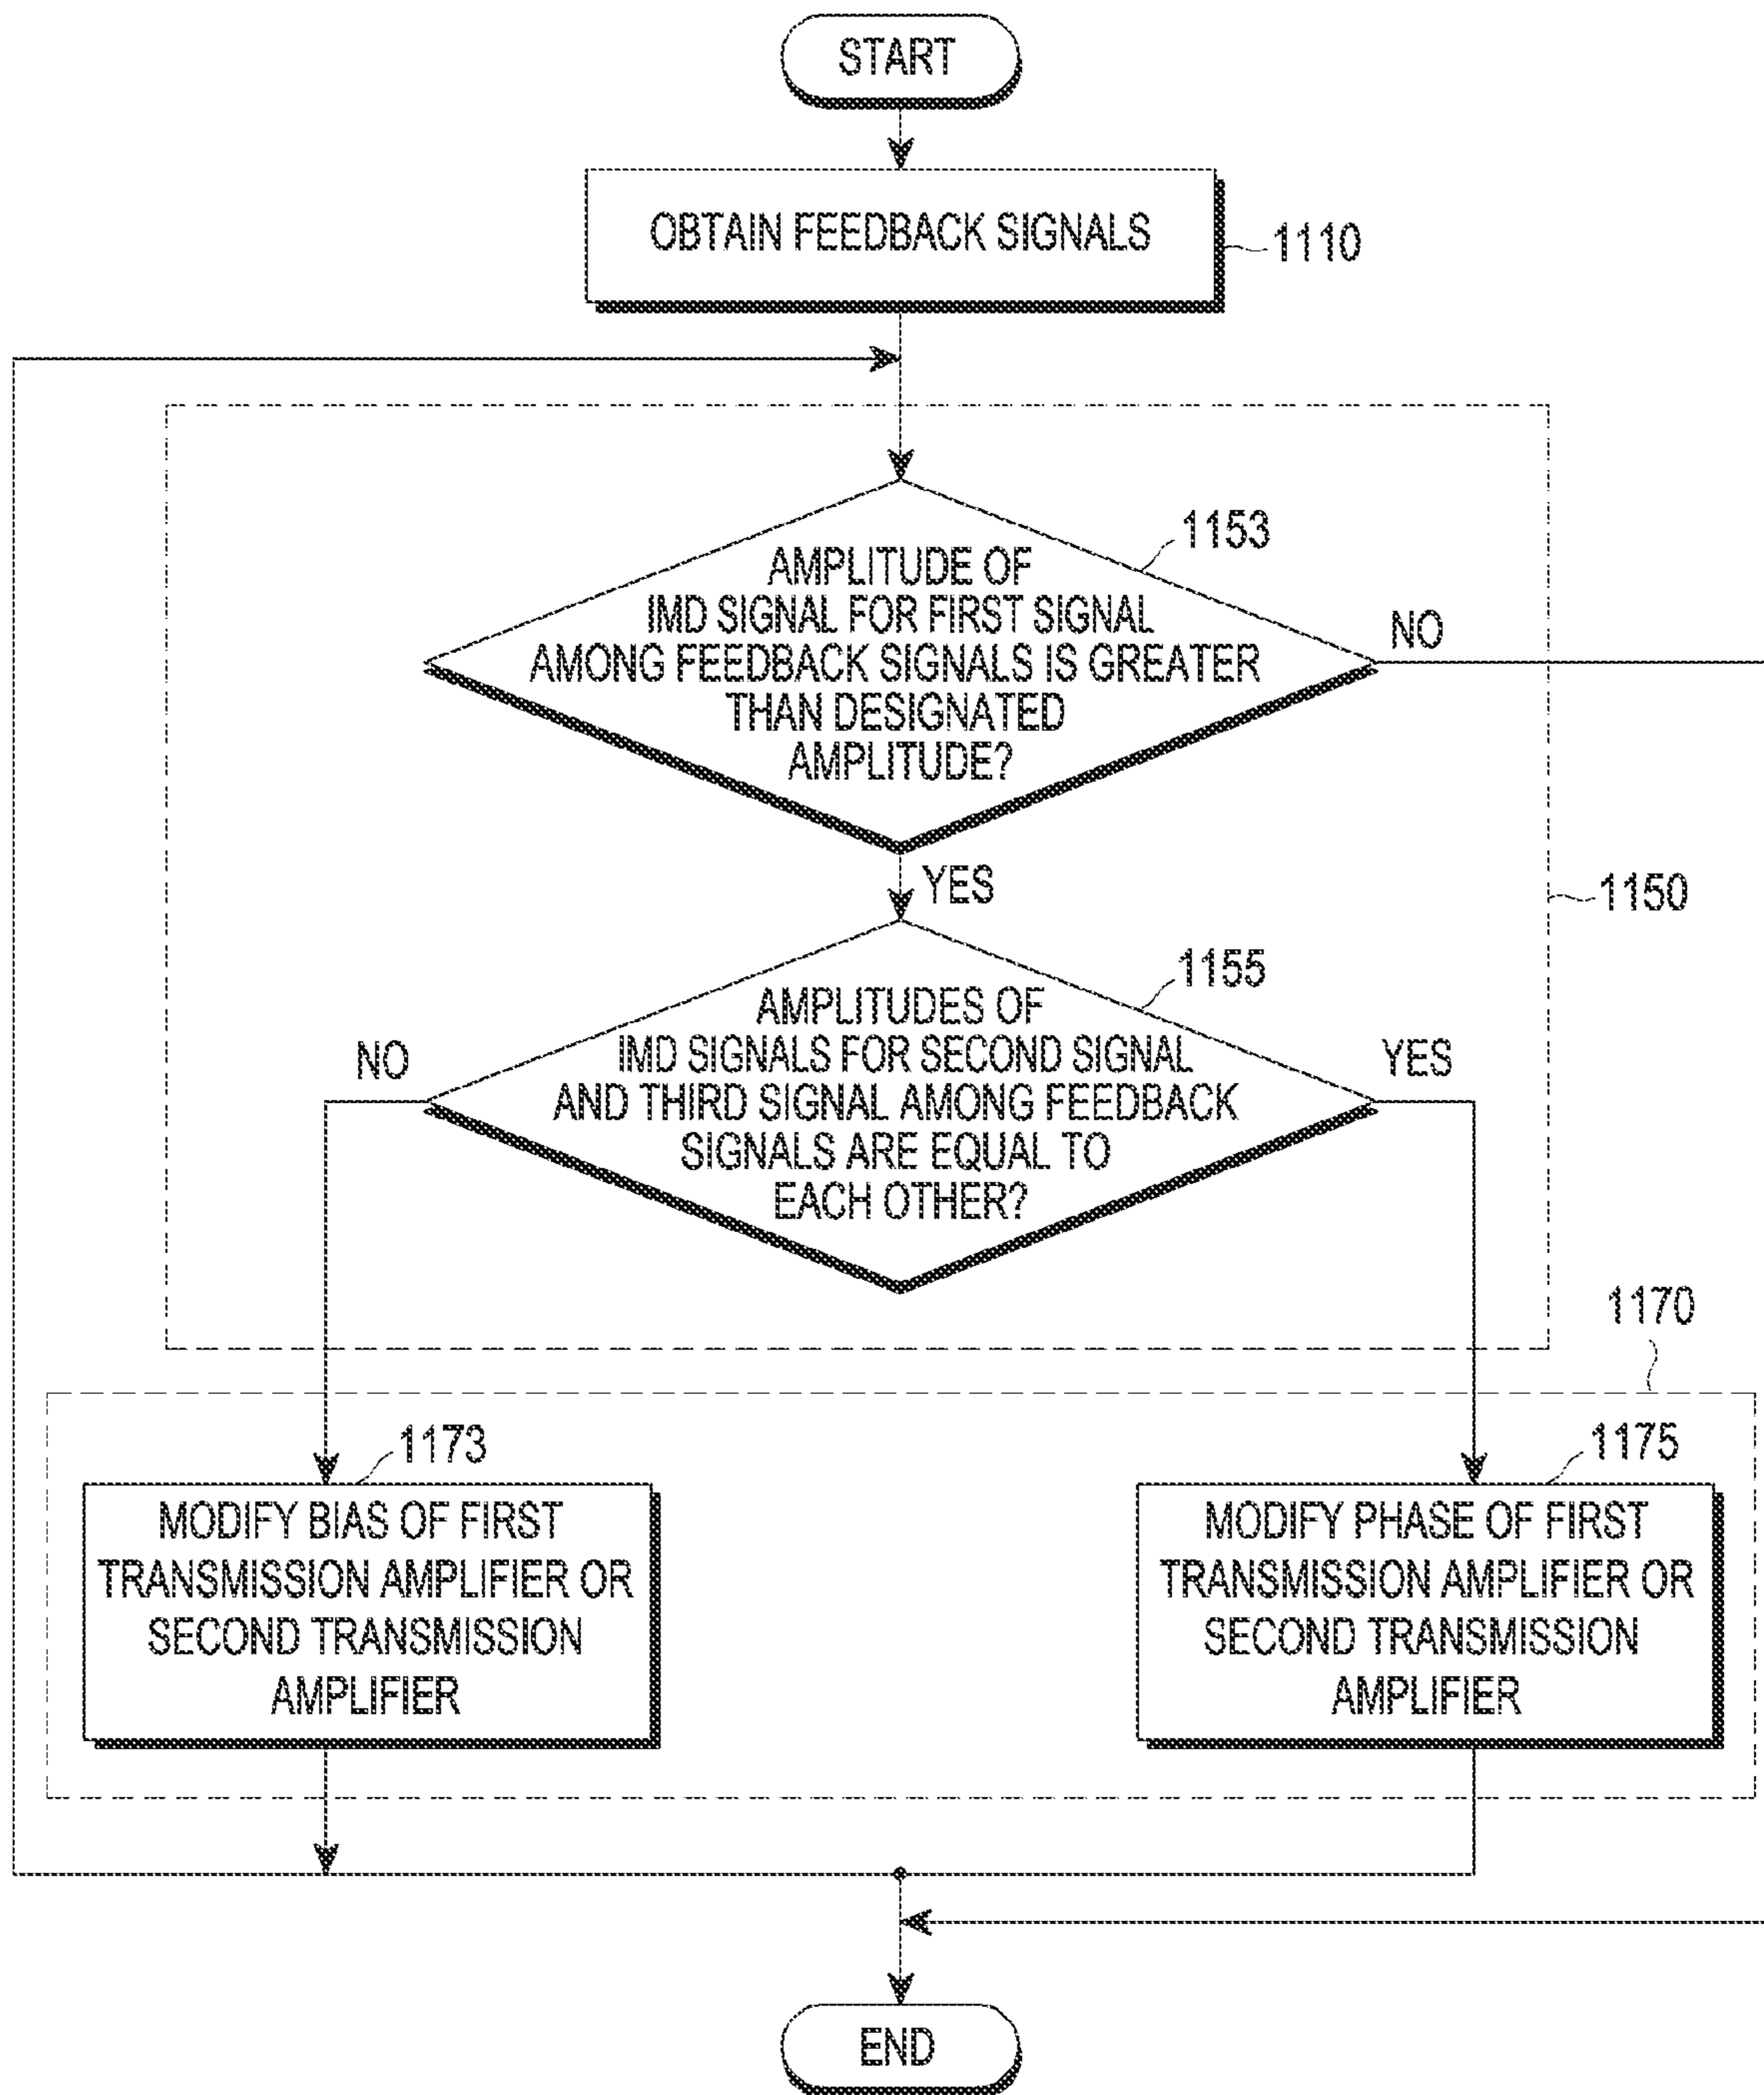 START
OBTAIN FEEDBACK SIGNALS
1110
1153
AMPLITUDE OF
IMD SIGNAL FOR FIRST SIGNAL
AMONG FEEDBACK SIGNALS IS GREATER
THAN DESIGNATED
AMPLITUDE?
NO
YES
1150
1155
AMPLITUDES OF
IMD SIGNALS FOR SECOND SIGNAL
AND THIRD SIGNAL AMONG FEEDBACK
SIGNALS ARE EQUAL TO
EACH OTHER?
NO
YES
1170
1173
MODIFY BIAS OF FIRST
TRANSMISSION AMPLIFIER OR
SECOND TRANSMISSION
AMPLIFIER
1175
MODIFY PHASE OF FIRST
TRANSMISSION AMPLIFIER OR
SECOND TRANSMISSION
AMPLIFIER
END